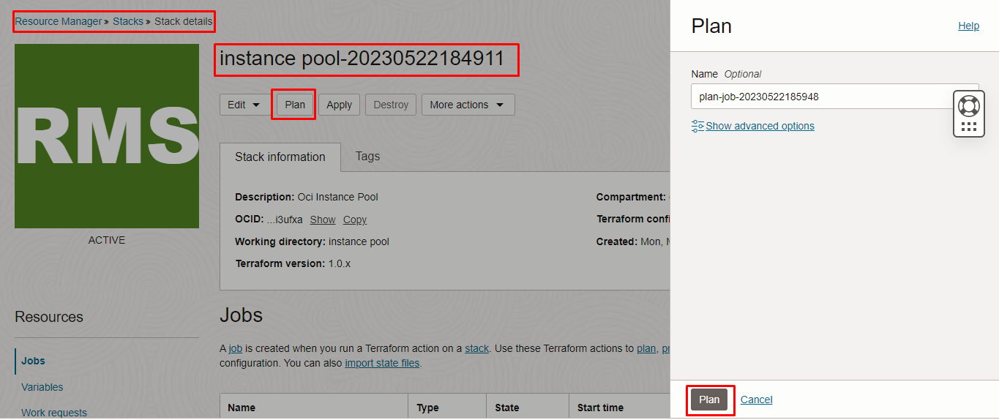 Resource Manager » Stacks » Stack details
RMS
ACTIVE
instance pool-20230522184911
Edit Plan Apply Destroy More actions
Stack information Tags
Description: Oci Instance Pool
OCID: ...i3ufxa Show Copy
Working directory: instance pool
Terraform version: 1.0.x
Compartment:
Terraform confi
Created: Mon,
Resources
Jobs
Variables
Work requests
Jobs
A job is created when you run a Terraform action on a stack. Use these Terraform actions to plan, pr
configuration. You can also import state files.
Name Type State Start time
Plan
Help
Name Optional
plan-job-20230522185948
Show advanced options
Plan Cancel